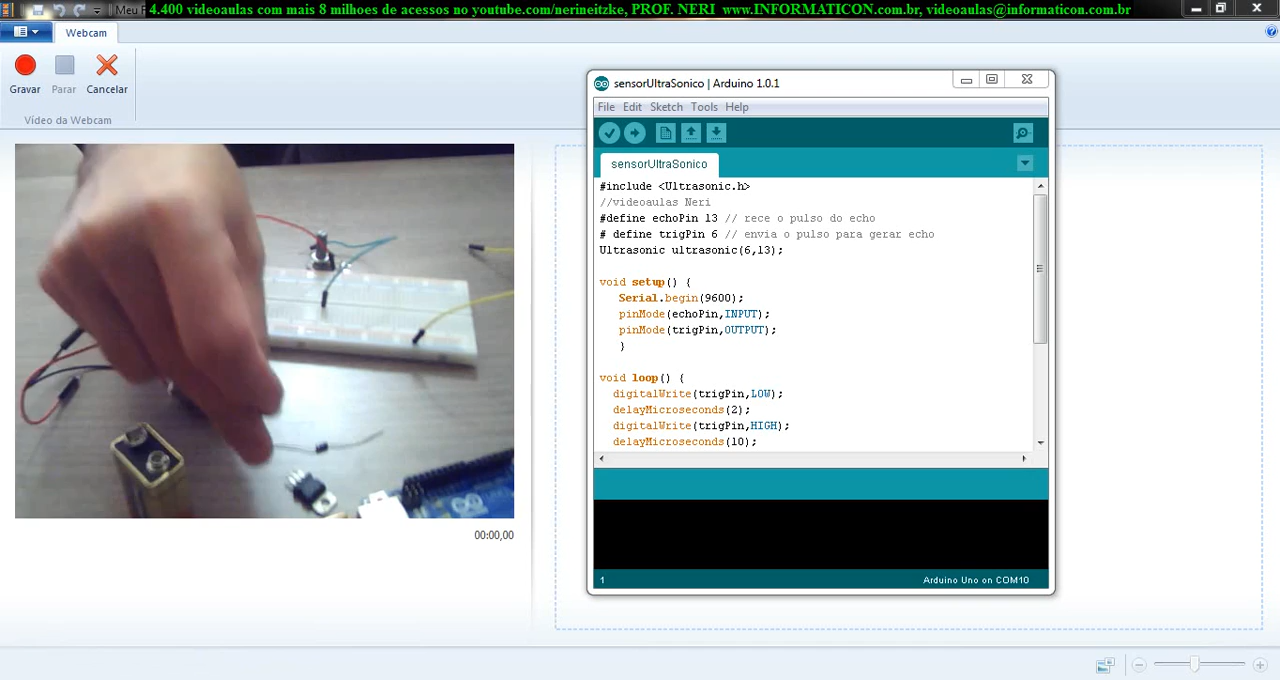 4.400 videoaulas com mais 8 milhoes de acessos no youtube.com/nerineitzke, PROF. NERI www.INFORMATICON.com.br, videoaulas@informaticon.com.br
Meu F
Webcam
Gravar
Parar
Cancelar
Vídeo da Webcam
00:00,00
sensorUltraSonico | Arduino 1.0.1
File Edit Sketch Tools Help
sensorUltraSonico
#include <Ultrasonic.h>
//videoaulas Neri
#define echoPin 13 // rece o pulso do echo
# define trigPin 6 // envia o pulso para gerar echo
Ultrasonic ultrasonic(6,13);
void setup() {
Serial.begin(9600);
pinMode(echoPin,INPUT);
pinMode(trigPin,OUTPUT);
}
void loop() {
digitalWrite(trigPin,LOW);
delayMicroseconds(2);
digitalWrite(trigPin,HIGH);
delayMicroseconds(10);
1
Arduino Uno on COM10